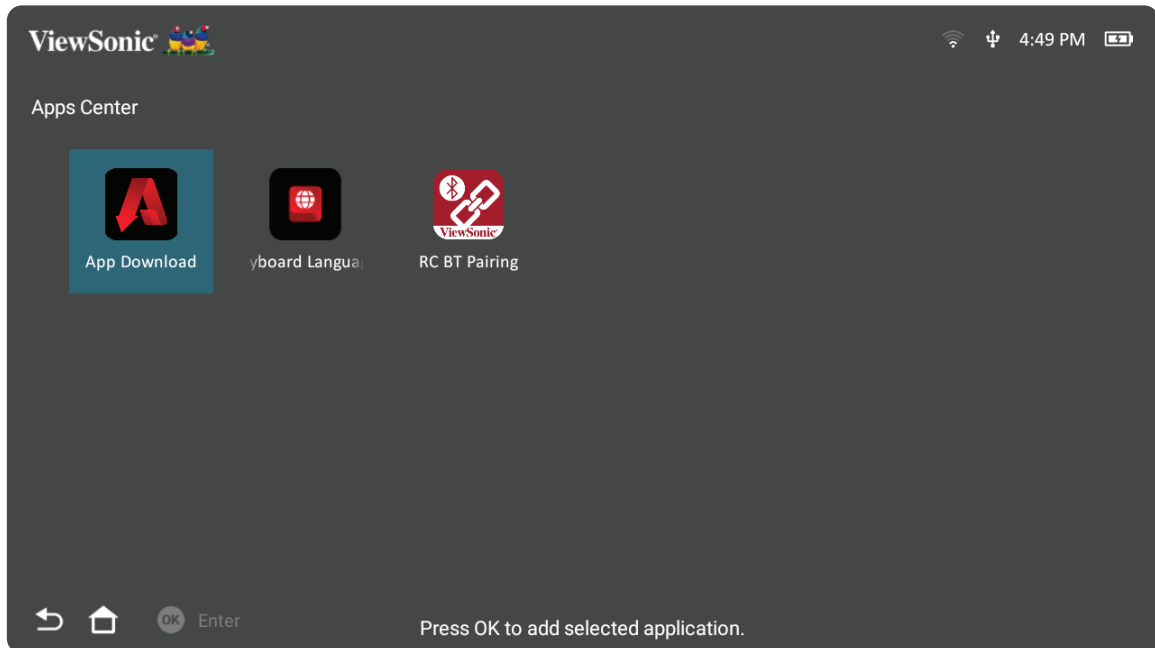 ViewSonic
4:49 PM
Apps Center
App Download
yboard Langua
RC BT Pairing
ViewSonic
OK Enter
Press OK to add selected application.